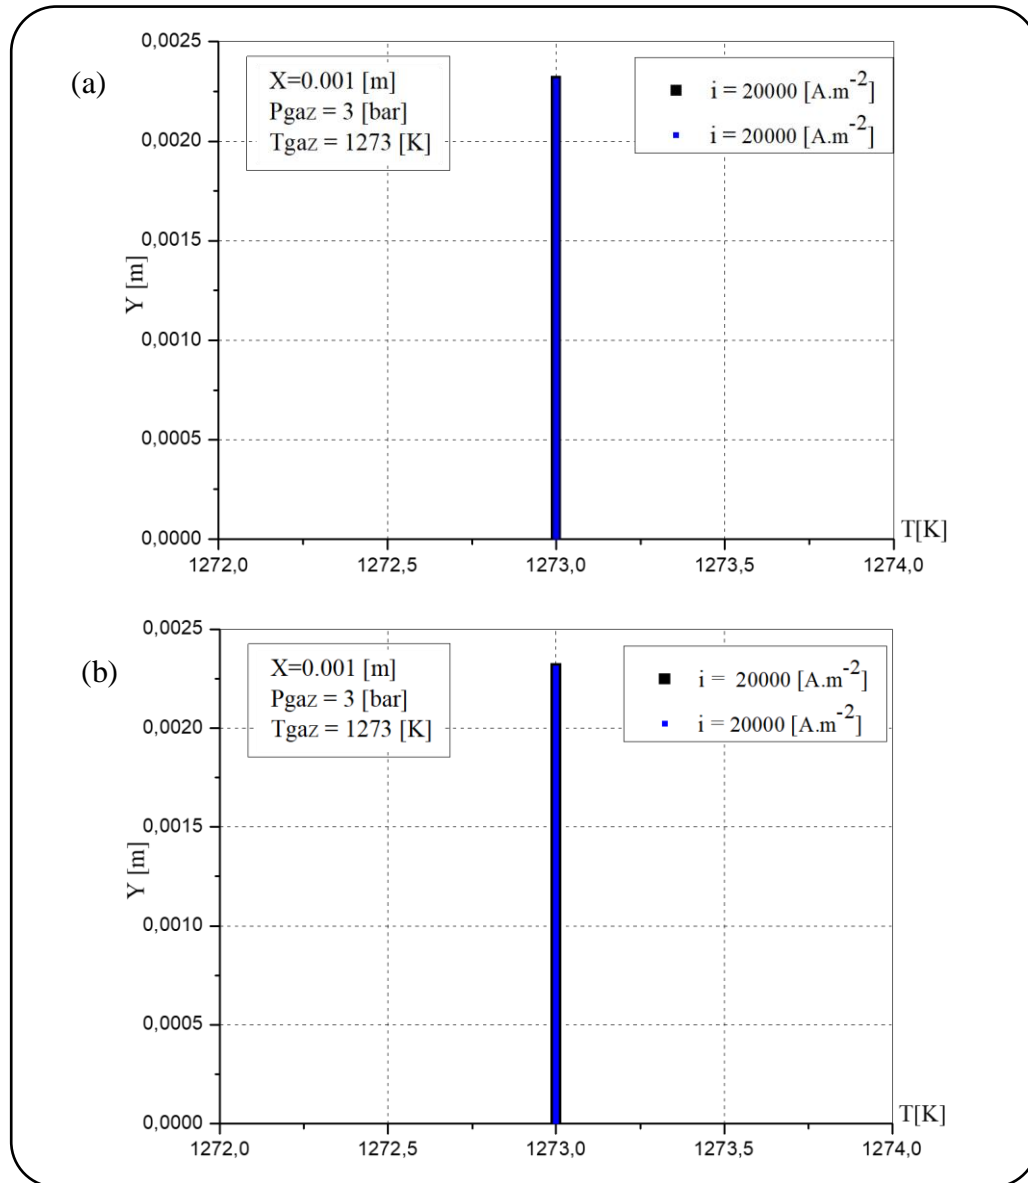 (a)
0,0025
0,0020
0,0015
0,0010
0,0005
0,0000
Y [m]
X=0.001 [m]
Pgaz = 3 [bar]
Tgaz = 1273 [K]
i = 20000 [A.m-2]
i = 20000 [A.m-2]
T[K]
1272,0 1272,5 1273,0 1273,5 1274,0
(b)
0,0025
0,0020
0,0015
0,0010
0,0005
0,0000
Y [m]
X=0.001 [m]
Pgaz = 3 [bar]
Tgaz = 1273 [K]
i = 20000 [A.m-2]
i = 20000 [A.m-2]
T[K]
1272,0 1272,5 1273,0 1273,5 1274,0